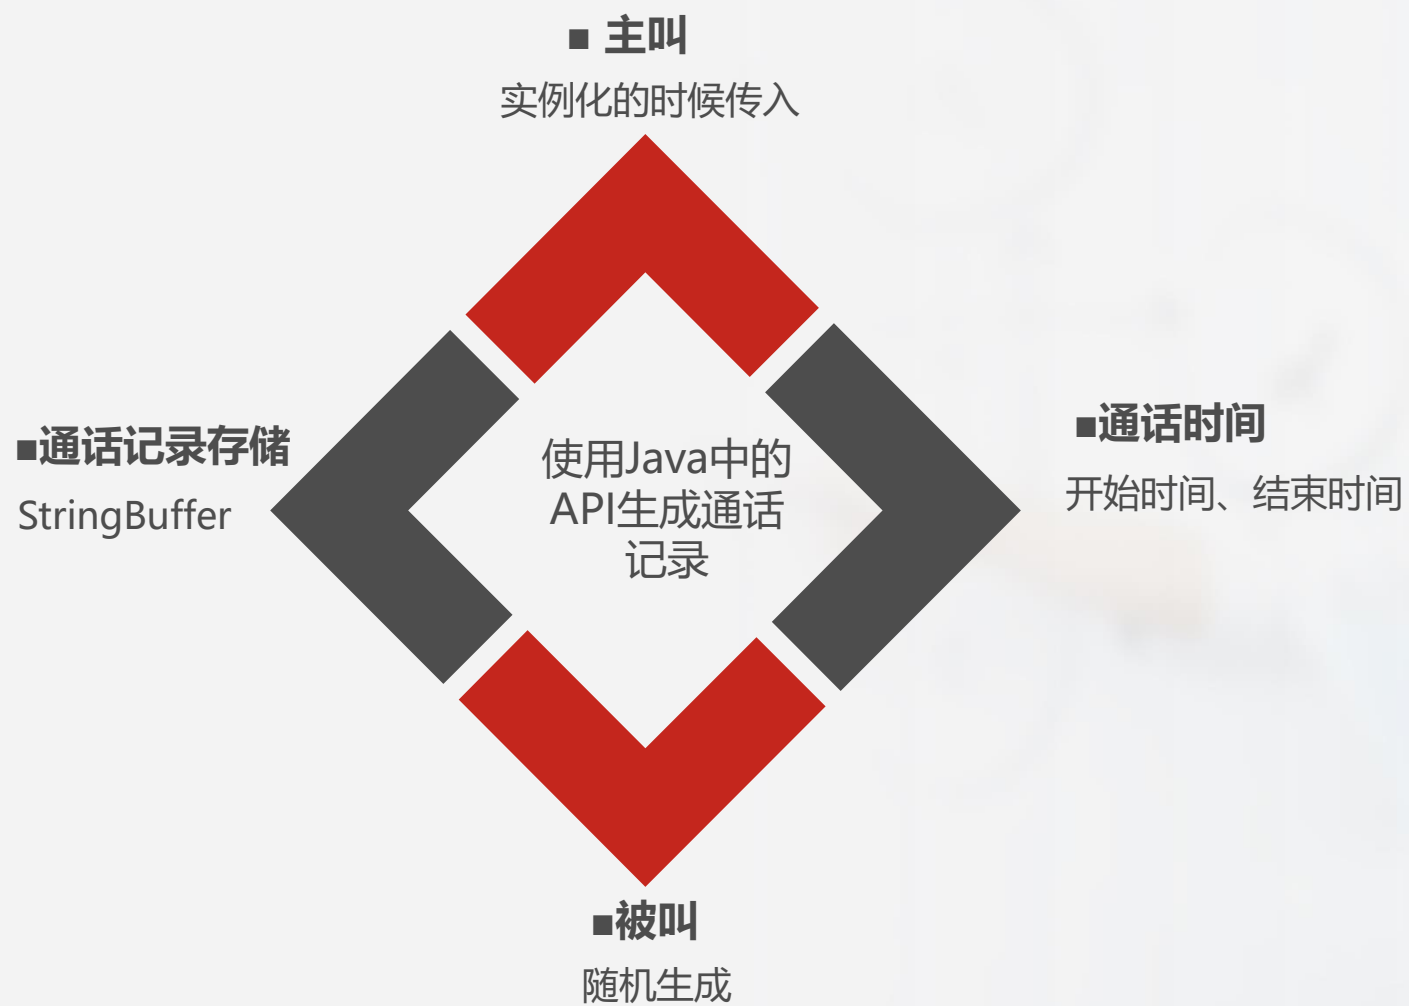 ■ 主叫
实例化的时候传入
■通话记录存储
StringBuffer
使用Java中的
API生成通话
记录
■通话时间
开始时间、结束时间
■被叫
随机生成